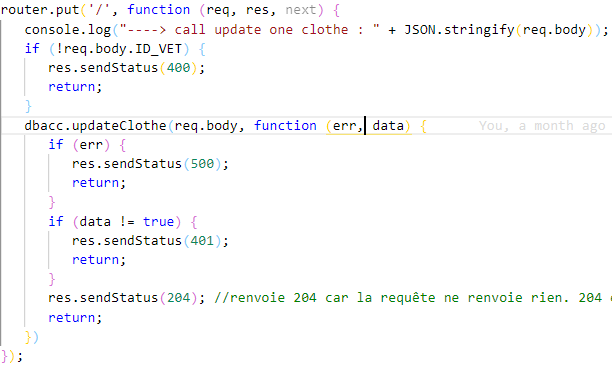 router.put('/', function (req, res, next) {
console.log("----> call update one clothe : " + JSON.stringify(req.body));
if (!req.body.ID_VET) {
res.sendStatus(400);
return;
}
dbacc.updateClothe(req.body, function (err, data) { You, a month ago
if (err) {
res.sendStatus(500);
return;
}
if (data != true) {
res.sendStatus(401);
return;
}
res.sendStatus(204); //renvoie 204 car la requête ne renvoie rien. 204
return;
})
});